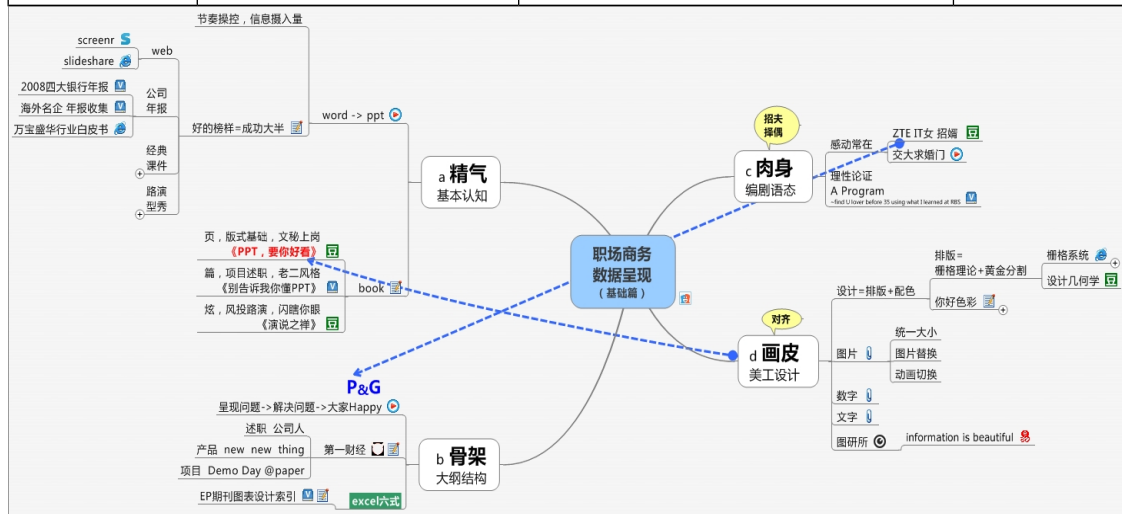 职场商务
数据呈现
（基础篇）
a 精气
基本认知
word -> ppt
节奏操控，信息摄入量
好的榜样=成功大半
web
screenr
slideshare
公司
年报
2008四大银行年报
海外名企 年报收集
万宝盛华行业白皮书
经典
课件
路演
型秀
book
页，版式基础，文秘上岗
《PPT，要你好看》
篇，项目述职，老二风格
《别告诉我你懂PPT》
炫，风投路演，闪瞎你眼
《演说之禅》
b 骨架
大纲结构
P&G
呈现问题->解决问题->大家Happy
第一财经
述职 公司人
产品 new new thing
项目 Demo Day @paper
excel六式
EP期刊图表设计索引
c 肉身
编剧语态
招夫
择偶
感动常在
ZTE IT女 招婿
交大求婚门
理性论证
A Program
~find U lover before 35 using what I learned at RBS
d 画皮
美工设计
对齐
设计=排版+配色
排版=
栅格理论+黄金分割
栅格系统
设计几何学
你好色彩
图片
统一大小
图片替换
动画切换
数字
文字
图研所
information is beautiful